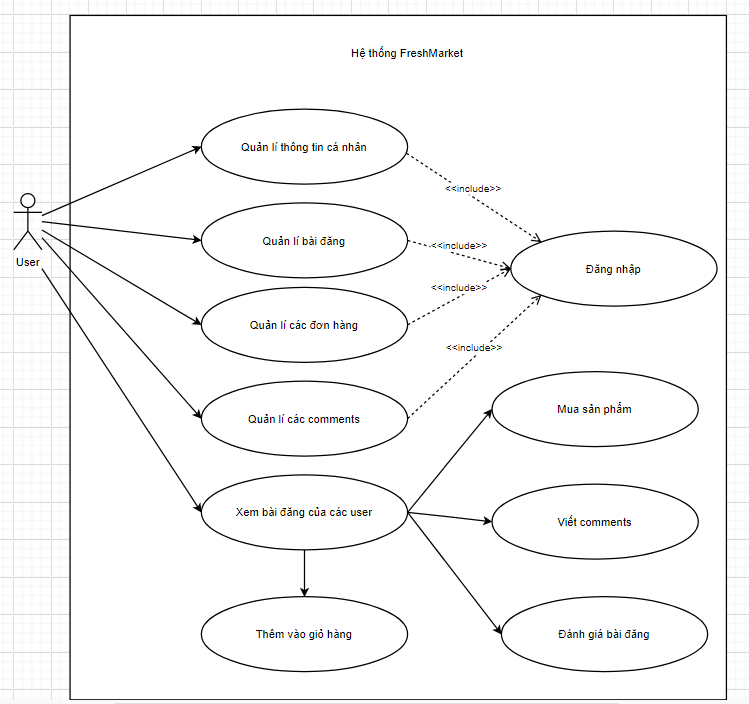 Hệ thống FreshMarket
Quản lí thông tin cá nhân
<<include>>
User
Quản lí bài đăng
<<include>>
Đăng nhập
<<include>>
Quản lí các đơn hàng
<<include>>
Quản lí các comments
Mua sản phẩm
Xem bài đăng của các user
Viết comments
Thêm vào giỏ hàng
Đánh giá bài đăng